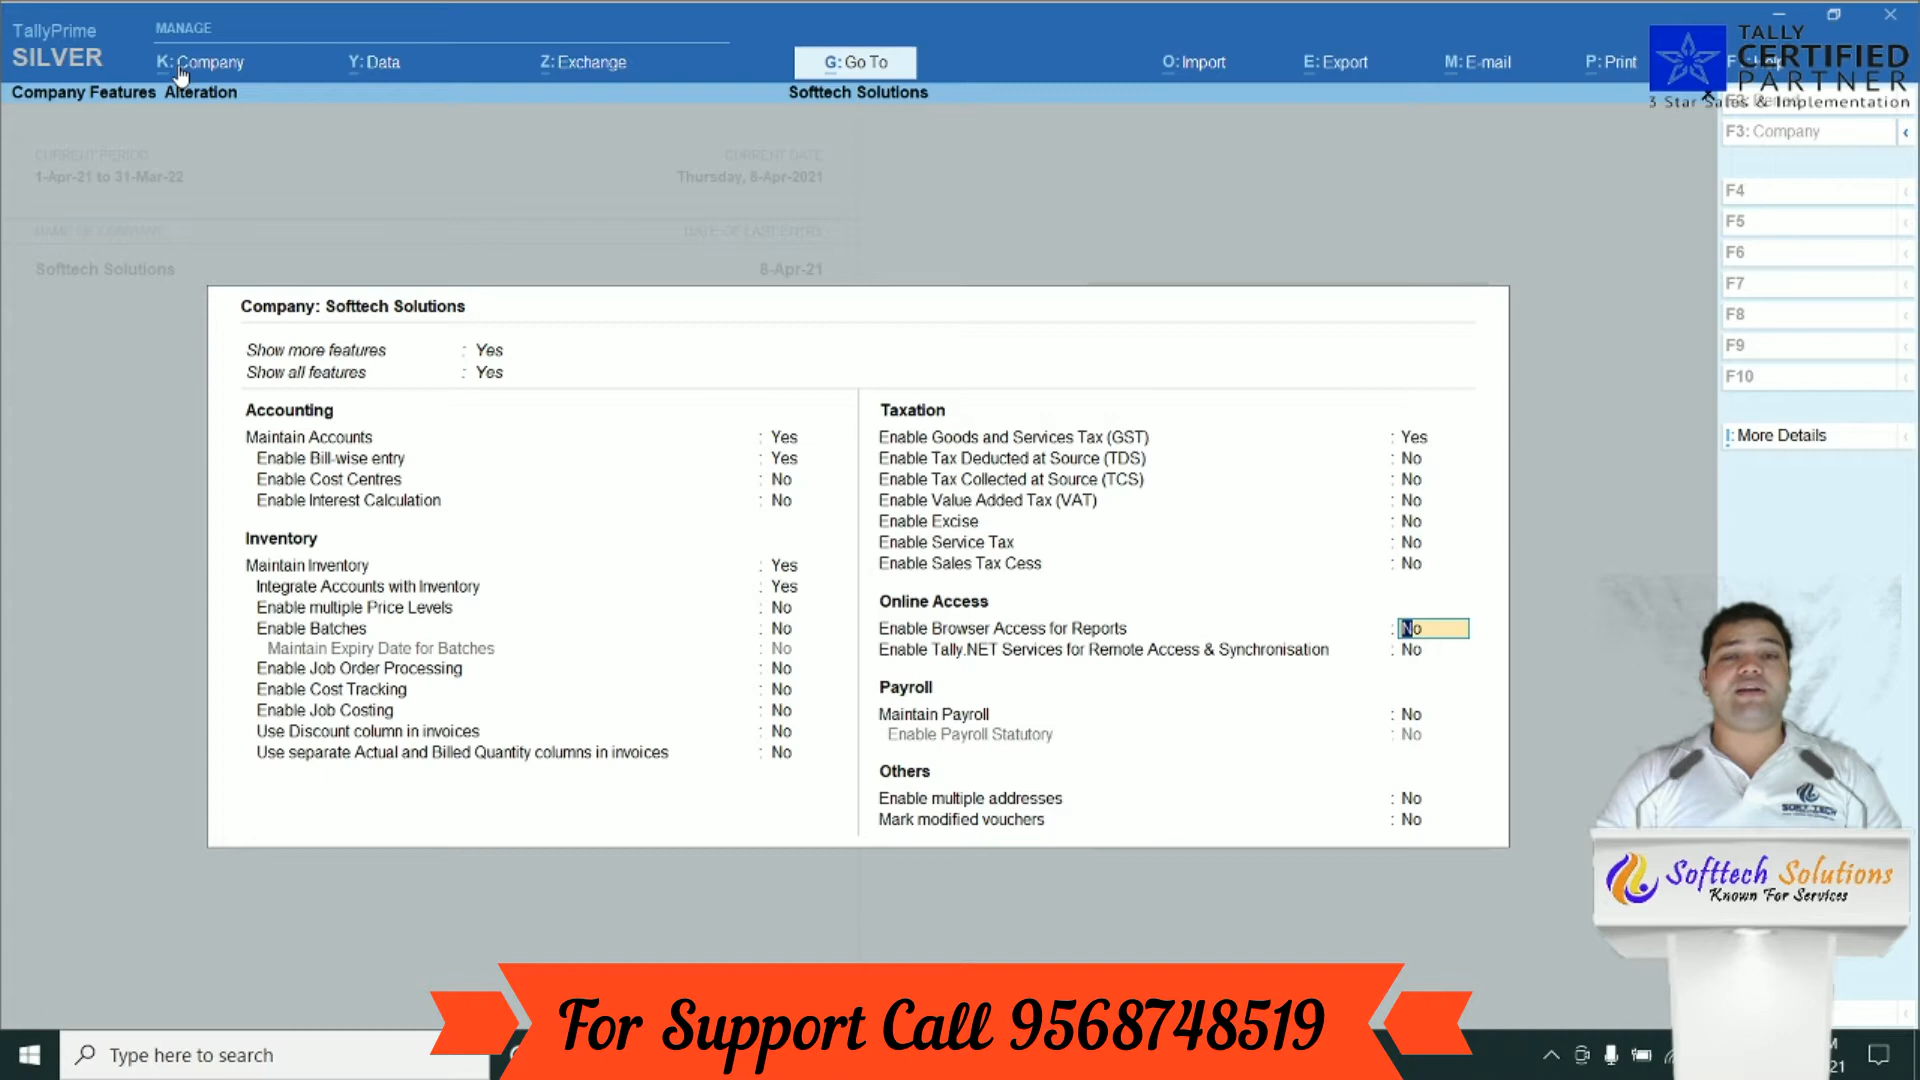 TallyPrime
SILVER
MANAGE
K: Company
Y: Data
Z: Exchange
G: Go To
O: Import
E: Export
M: E-mail
P: Print
TALLY
CERTIFIED
PARTNER
3 Star Sales & Implementation
Company Features Alteration
Softtech Solutions
F3: Company
F4
F5
F6
F7
F8
F9
F10
I: More Details
CURRENT PERIOD
1-Apr-21 to 31-Mar-22
CURRENT DATE
Thursday, 8-Apr-2021
NAME OF COMPANY
Softtech Solutions
DATE OF LAST ENTRY
8-Apr-21
Company: Softtech Solutions
Show more features : Yes
Show all features : Yes
Accounting
Maintain Accounts : Yes
Enable Bill-wise entry : Yes
Enable Cost Centres : No
Enable Interest Calculation : No
Inventory
Maintain Inventory : Yes
Integrate Accounts with Inventory : Yes
Enable multiple Price Levels : No
Enable Batches : No
Maintain Expiry Date for Batches : No
Enable Job Order Processing : No
Enable Cost Tracking : No
Enable Job Costing : No
Use Discount column in invoices : No
Use separate Actual and Billed Quantity columns in invoices : No
Taxation
Enable Goods and Services Tax (GST) : Yes
Enable Tax Deducted at Source (TDS) : No
Enable Tax Collected at Source (TCS) : No
Enable Value Added Tax (VAT) : No
Enable Excise : No
Enable Service Tax : No
Enable Sales Tax Cess : No
Online Access
Enable Browser Access for Reports : No
Enable Tally.NET Services for Remote Access & Synchronisation : No
Payroll
Maintain Payroll : No
Enable Payroll Statutory : No
Others
Enable multiple addresses : No
Mark modified vouchers : No
Softtech Solutions
Known For Services
For Support Call 9568748519
Type here to search